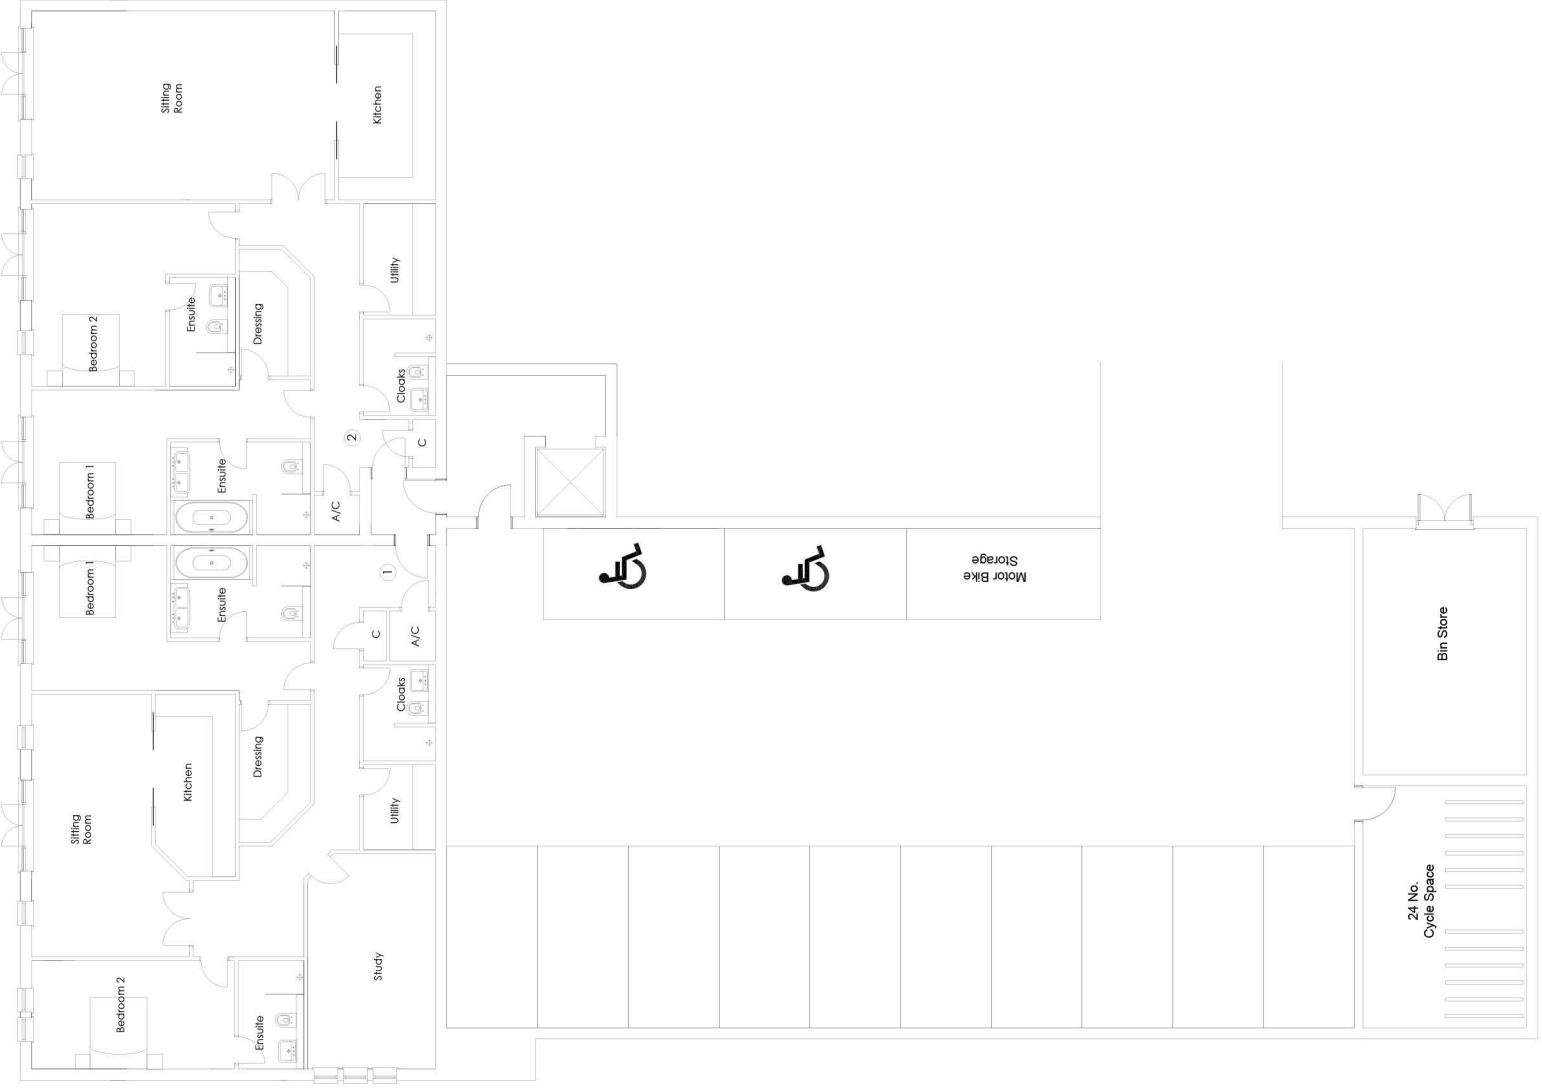 Sitting
Room
Kitchen
Bedroom 2
Ensuite
Dressing
Utility
Cloaks
C
2
Bedroom 1
Ensuite
A/C
Bedroom 1
Ensuite
1
C
A/C
Cloaks
Dressing
Utility
Kitchen
Sitting
Room
Study
Bedroom 2
Ensuite
Motor Bike
Storage
Bin Store
24 No.
Cycle Space